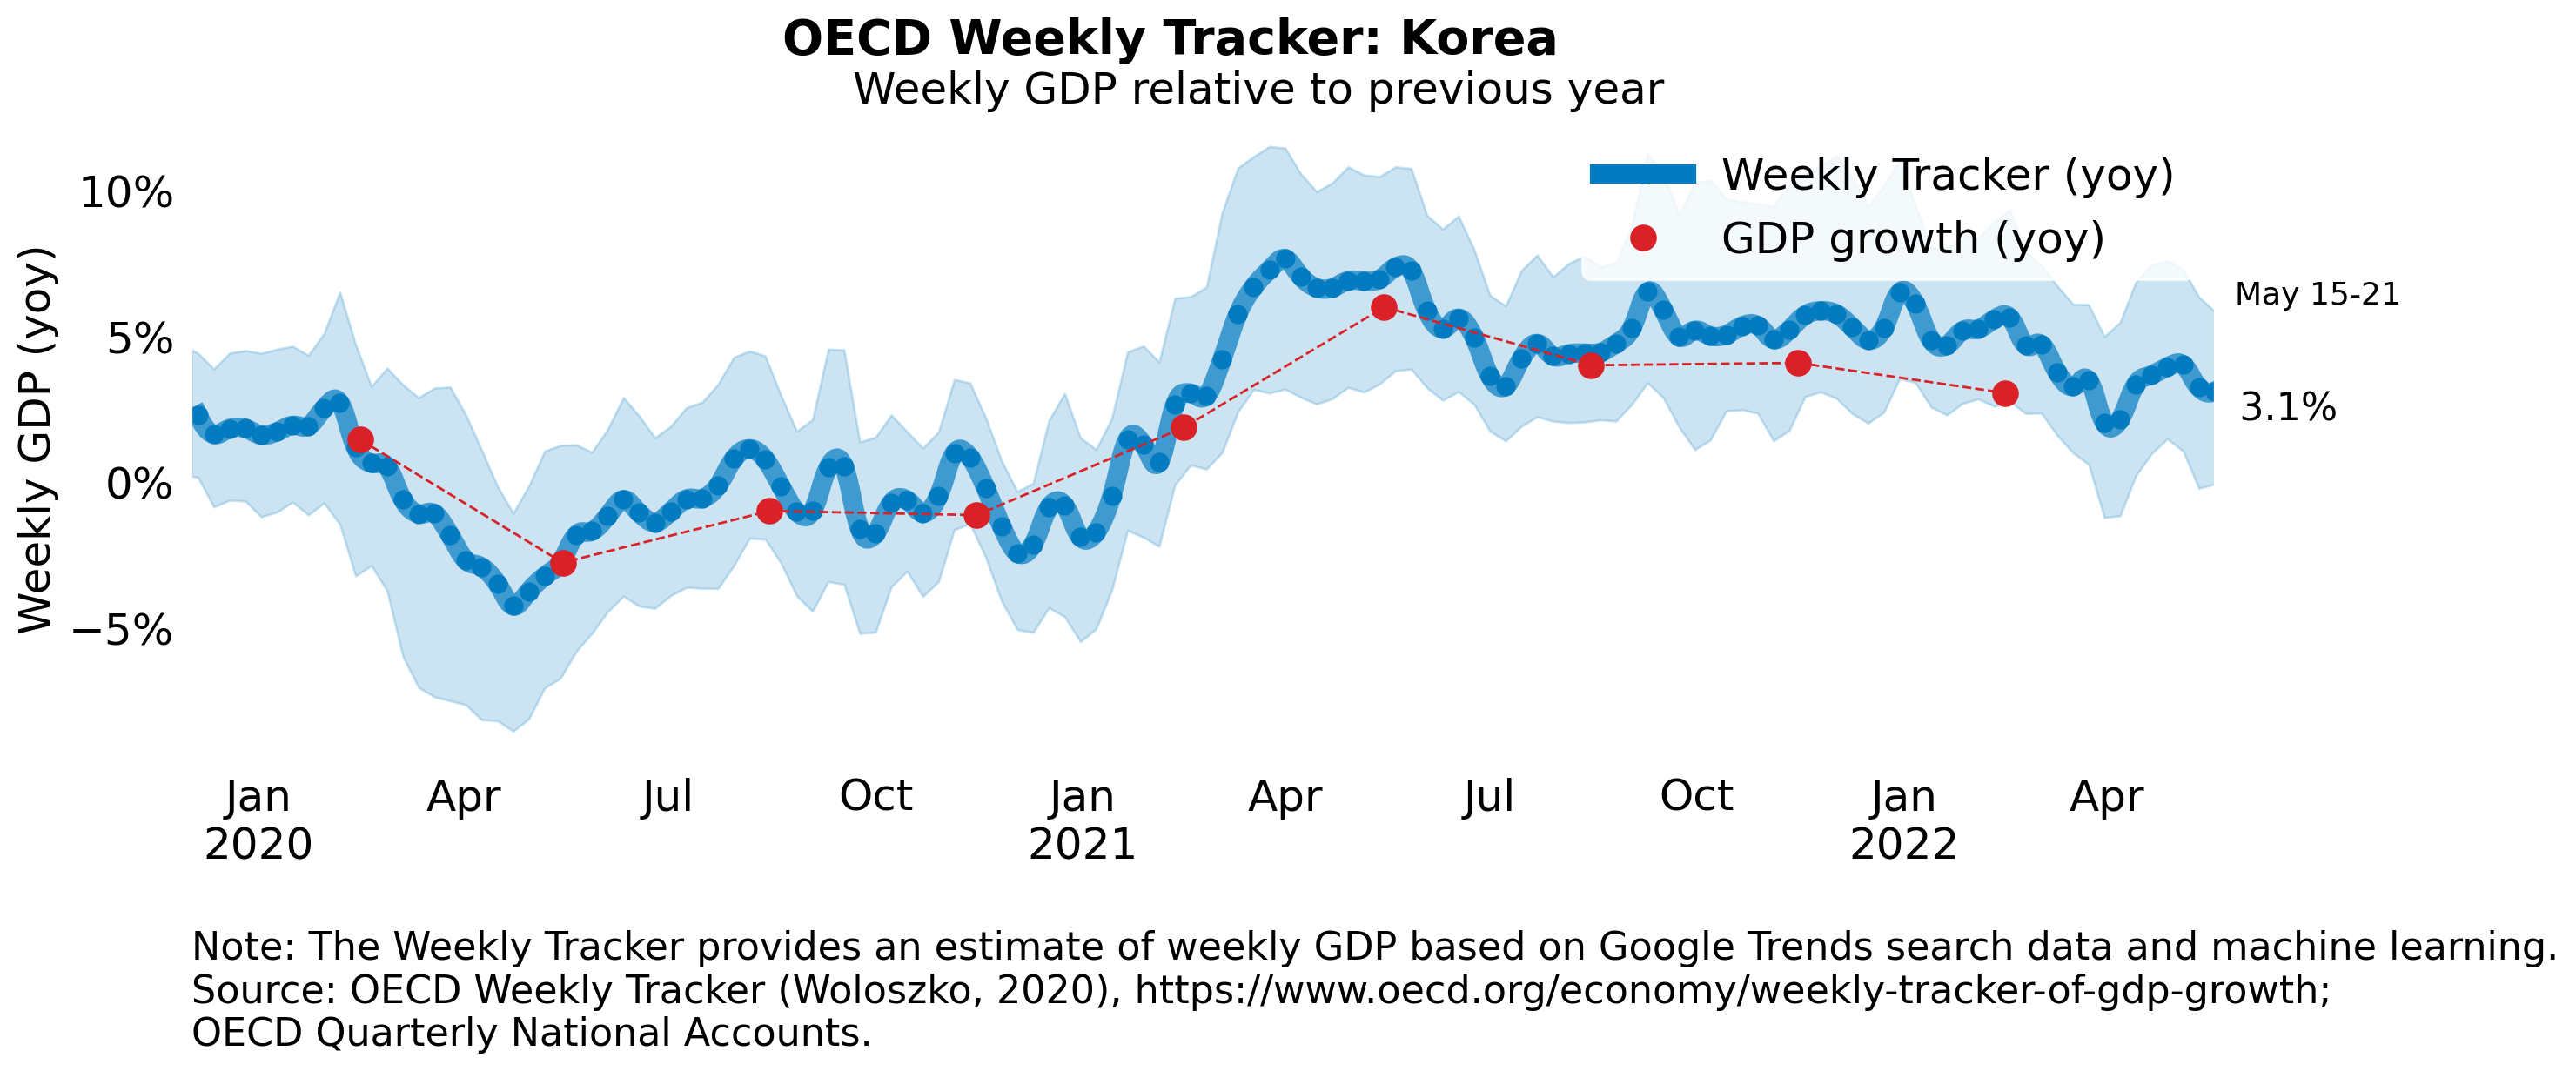 OECD Weekly Tracker: Korea
Weekly GDP relative to previous year
Weekly Tracker (yoy)
GDP growth (yoy)
Weekly GDP (yoy)
10%
5%
0%
−5%
May 15-21
3.1%
Jan Apr Jul Oct Jan Apr Jul Oct Jan Apr
2020 2021 2022
Note: The Weekly Tracker provides an estimate of weekly GDP based on Google Trends search data and machine learning.
Source: OECD Weekly Tracker (Woloszko, 2020), https://www.oecd.org/economy/weekly-tracker-of-gdp-growth;
OECD Quarterly National Accounts.